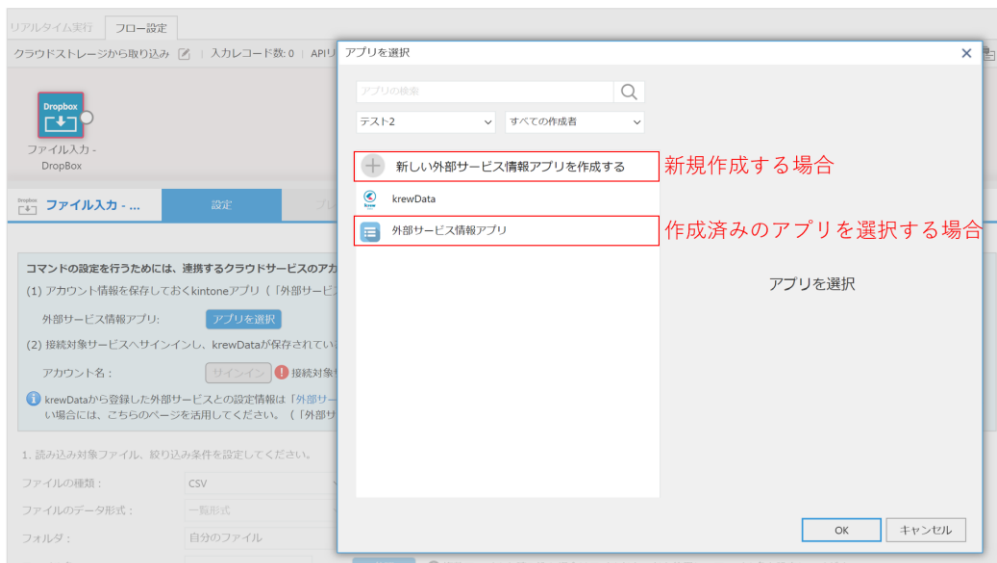 リアルタイム実行 フロー設定
クラウドストレージから取り込み | 入力レコード数: 0 | APIリ
アプリを選択
アプリの検索
テスト2 すべての作成者
Dropbox
ファイル入力 -
DropBox
新しい外部サービス情報アプリを作成する 新規作成する場合
krewData
外部サービス情報アプリ 作成済みのアプリを選択する場合
アプリを選択
Dropbox ファイル入力 - ... 設定 プレ
コマンドの設定を行うためには、連携するクラウドサービスのアカ
(1) アカウント情報を保存しておくkintoneアプリ(「外部サービ
外部サービス情報アプリ: アプリを選択
(2) 接続対象サービスへサインインし、krewDataが保存されてい
アカウント名: サインイン 接続対象
krewDataから登録した外部サービスとの設定情報は「外部サー
い場合には、こちらのページを活用してください。(「外部サ
1. 読み込み対象ファイル、絞り込み条件を設定してください。
ファイルの種類: CSV
ファイルのデータ形式: 一覧形式
フォルダ: 自分のファイル
OK キャンセル